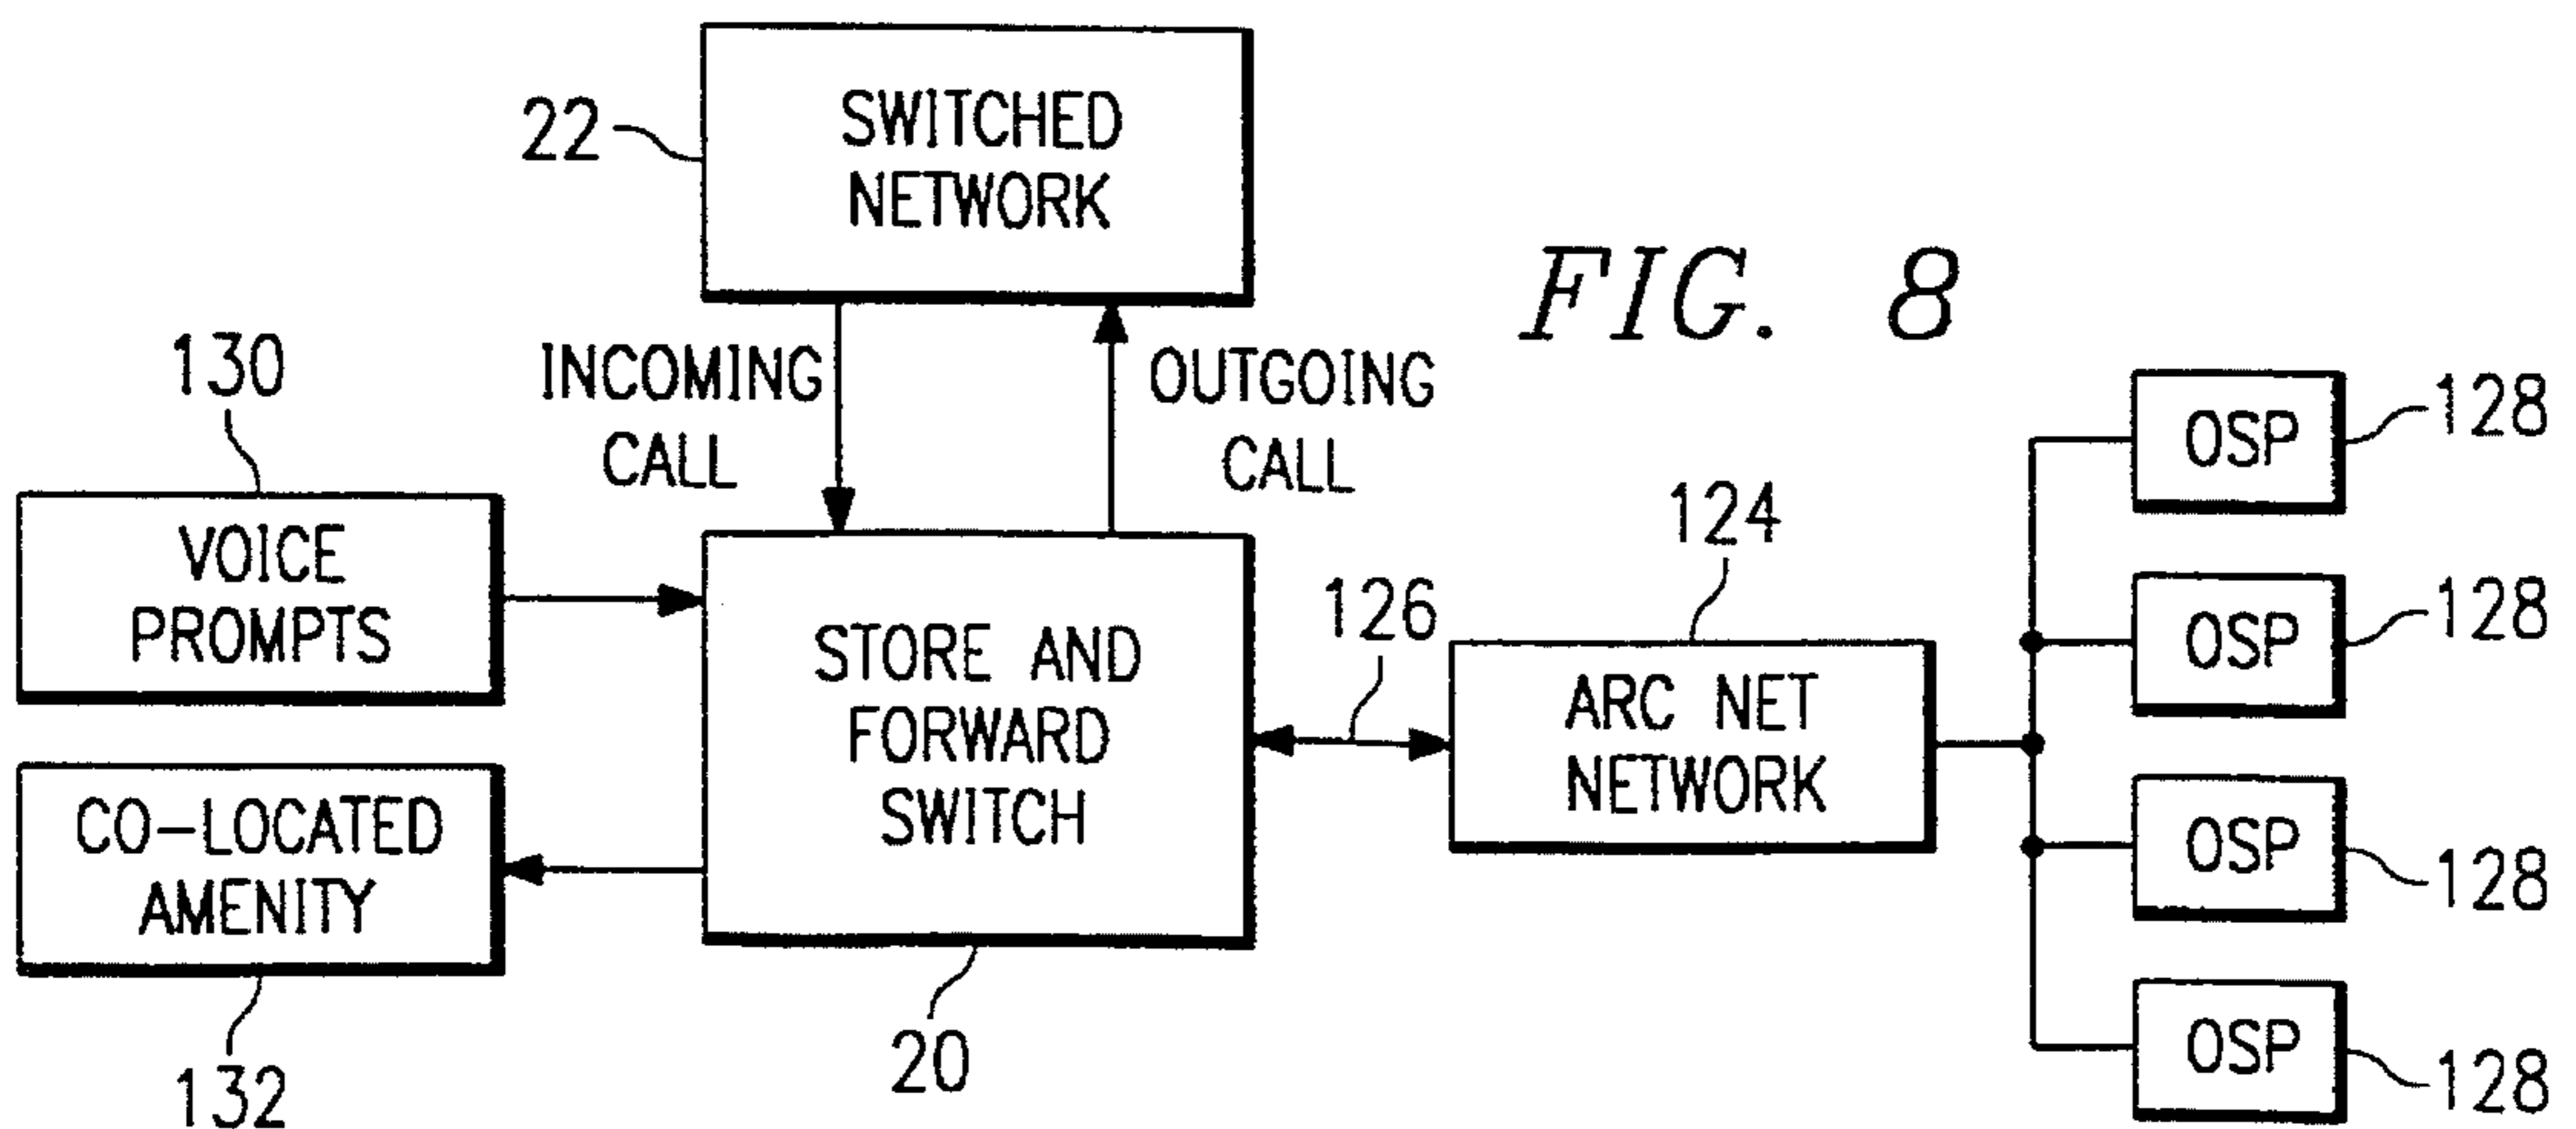 SWITCHED
NETWORK
22
FIG. 8
INCOMING
CALL
OUTGOING
CALL
130
VOICE
PROMPTS
CO-LOCATED
AMENITY
132
STORE AND
FORWARD
SWITCH
20
126
124
ARC NET
NETWORK
OSP
128
OSP
128
OSP
128
OSP
128